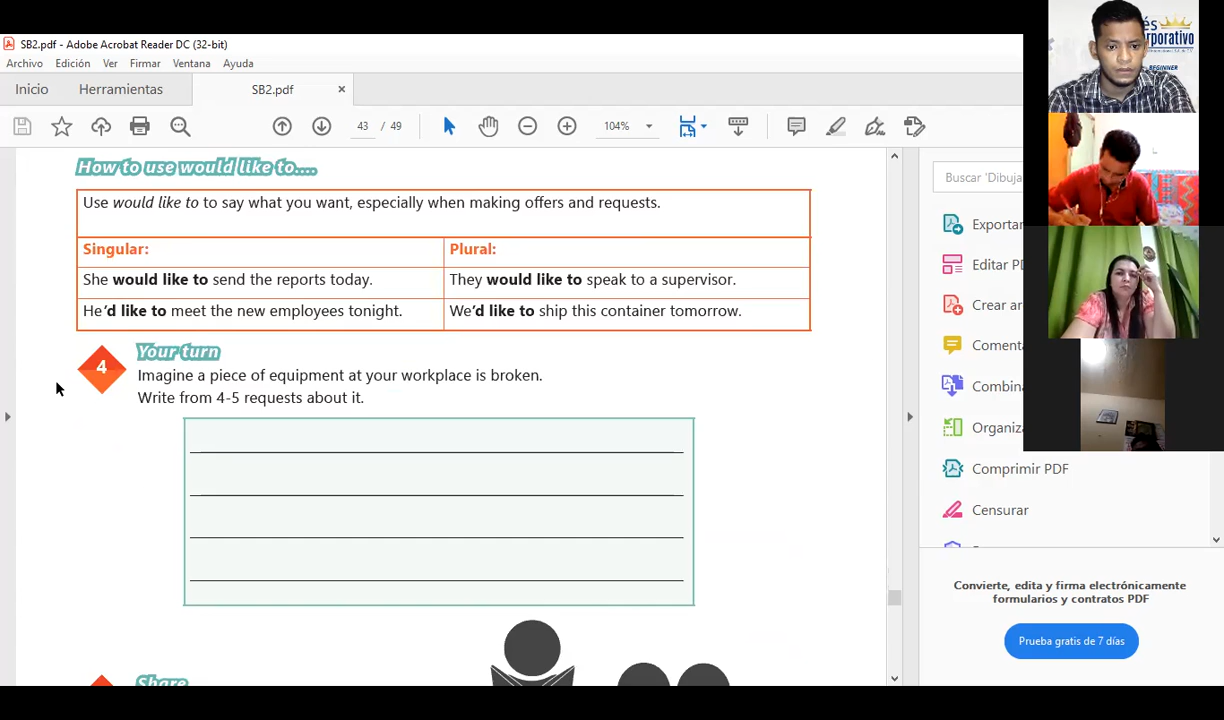 SB2.pdf - Adobe Acrobat Reader DC (32-bit)
Archivo Edición Ver Firmar Ventana Ayuda
Inicio Herramientas SB2.pdf ×
43 / 49 104%
How to use would like to....
Use would like to to say what you want, especially when making offers and requests.
Singular: Plural:
She would like to send the reports today. They would like to speak to a supervisor.
He'd like to meet the new employees tonight. We'd like to ship this container tomorrow.
4 Your turn
Imagine a piece of equipment at your workplace is broken.
Write from 4-5 requests about it.
Share
Buscar 'Dibuja
Exportar
Editar PD
Crear ar
Comenta
Combina
Organiza
Comprimir PDF
Censurar
Convierte, edita y firma electrónicamente
formularios y contratos PDF
Prueba gratis de 7 días
és
rporativo
BEGINNER